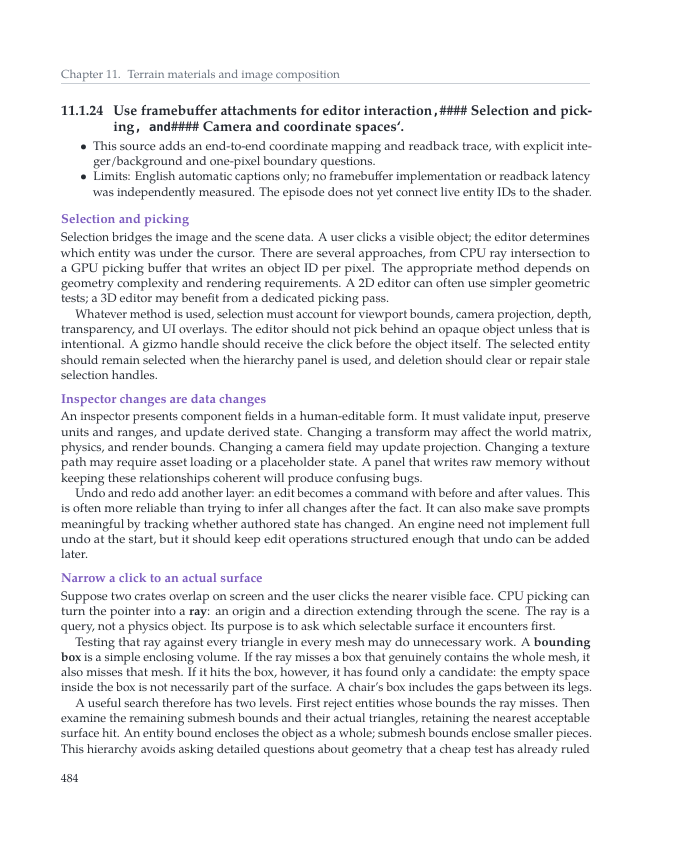 Chapter 11. Terrain materials and image composition
11.1.24 Use framebuffer attachments for editor interaction,#### Selection and pick-
ing, and#### Camera and coordinate spaces‘.
• This source adds an end-to-end coordinate mapping and readback trace, with explicit inte-
ger/background and one-pixel boundary questions.
• Limits: English automatic captions only; no framebuffer implementation or readback latency
was independently measured. The episode does not yet connect live entity IDs to the shader.
Selection and picking
Selection bridges the image and the scene data. A user clicks a visible object; the editor determines
which entity was under the cursor. There are several approaches, from CPU ray intersection to
a GPU picking buffer that writes an object ID per pixel. The appropriate method depends on
geometry complexity and rendering requirements. A 2D editor can often use simpler geometric
tests; a 3D editor may benefit from a dedicated picking pass.
Whatever method is used, selection must account for viewport bounds, camera projection, depth,
transparency, and UI overlays. The editor should not pick behind an opaque object unless that is
intentional. A gizmo handle should receive the click before the object itself. The selected entity
should remain selected when the hierarchy panel is used, and deletion should clear or repair stale
selection handles.
Inspector changes are data changes
An inspector presents component fields in a human-editable form. It must validate input, preserve
units and ranges, and update derived state. Changing a transform may affect the world matrix,
physics, and render bounds. Changing a camera field may update projection. Changing a texture
path may require asset loading or a placeholder state. A panel that writes raw memory without
keeping these relationships coherent will produce confusing bugs.
Undo and redo add another layer: an edit becomes a command with before and after values. This
is often more reliable than trying to infer all changes after the fact. It can also make save prompts
meaningful by tracking whether authored state has changed. An engine need not implement full
undo at the start, but it should keep edit operations structured enough that undo can be added
later.
Narrow a click to an actual surface
Suppose two crates overlap on screen and the user clicks the nearer visible face. CPU picking can
turn the pointer into a ray: an origin and a direction extending through the scene. The ray is a
query, not a physics object. Its purpose is to ask which selectable surface it encounters first.
Testing that ray against every triangle in every mesh may do unnecessary work. A bounding
box is a simple enclosing volume. If the ray misses a box that genuinely contains the whole mesh, it
also misses that mesh. If it hits the box, however, it has found only a candidate: the empty space
inside the box is not necessarily part of the surface. A chair’s box includes the gaps between its legs.
A useful search therefore has two levels. First reject entities whose bounds the ray misses. Then
examine the remaining submesh bounds and their actual triangles, retaining the nearest acceptable
surface hit. An entity bound encloses the object as a whole; submesh bounds enclose smaller pieces.
This hierarchy avoids asking detailed questions about geometry that a cheap test has already ruled
484